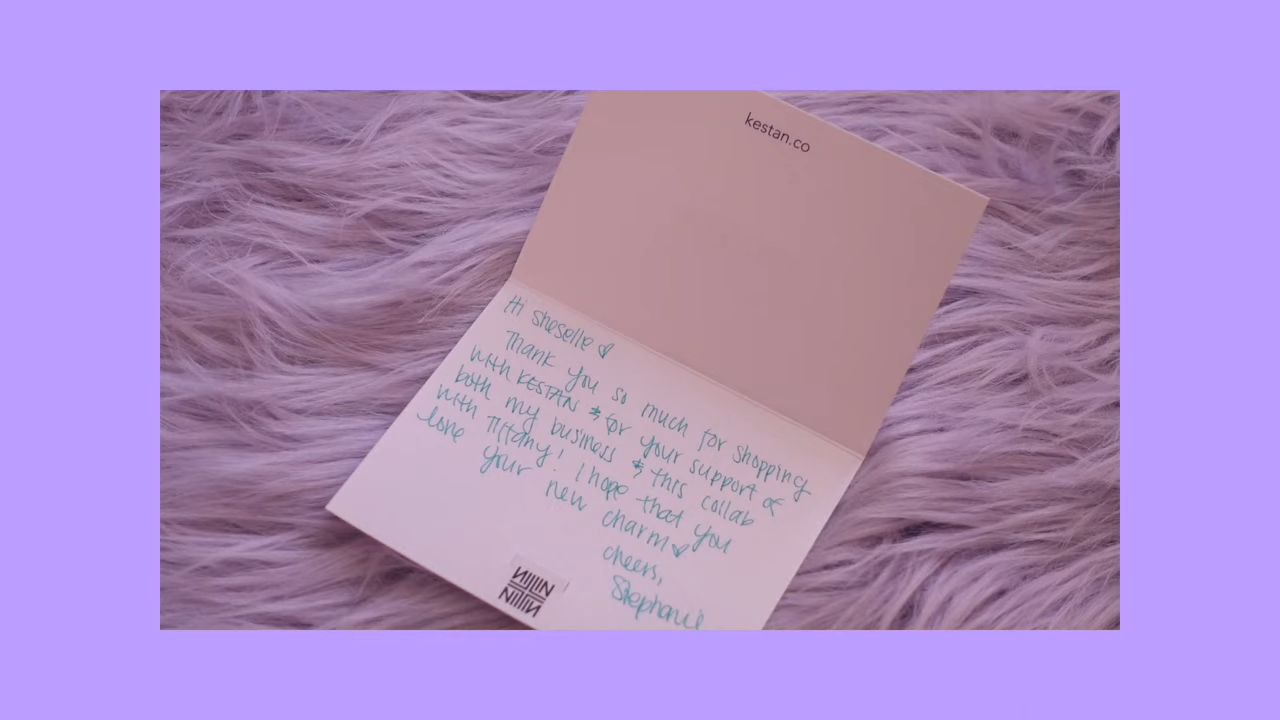 kestan.co
Hi sheselle
Thank you so much for shopping
with KESTAN & for your support of
both my business & this collab
with Tiffany! I hope that you
love your new charm
cheers,
Stephanie